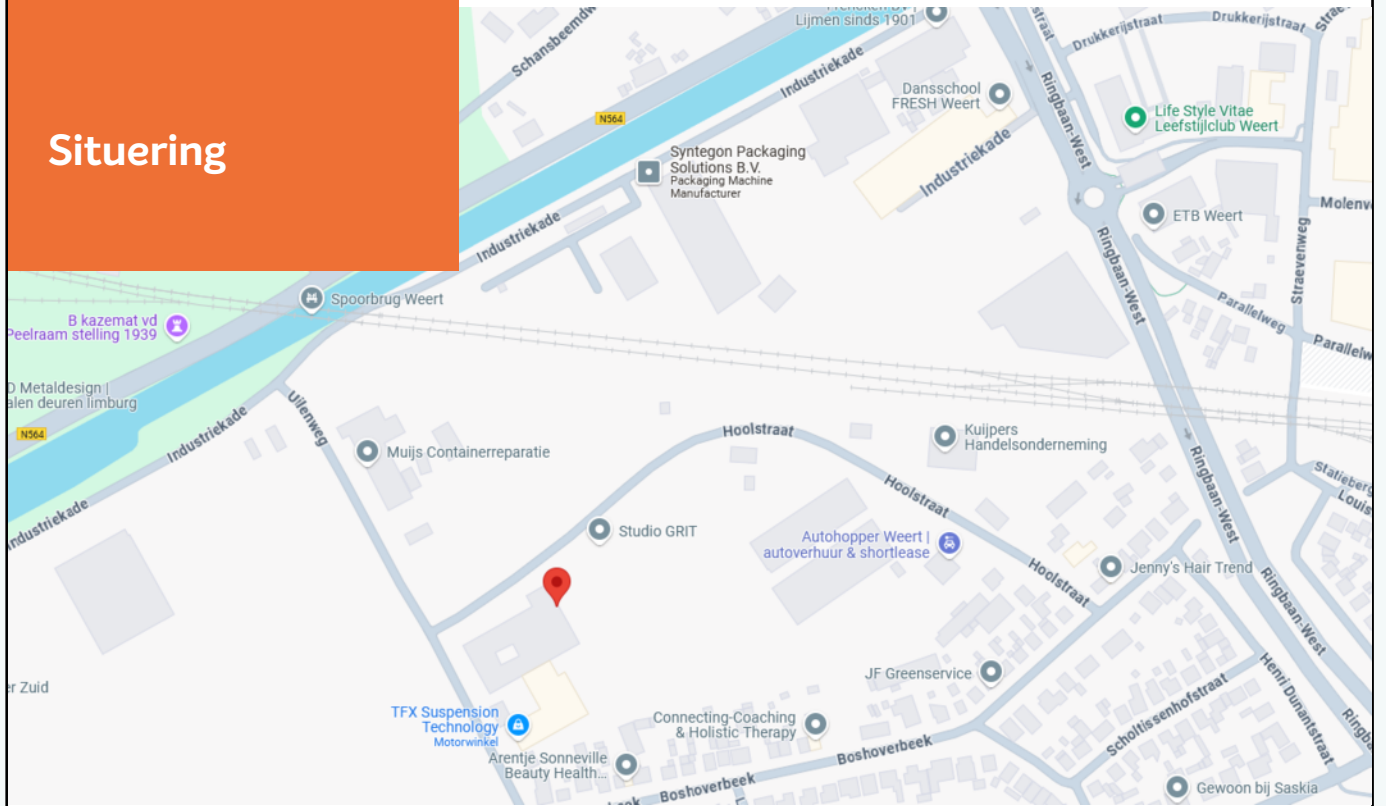 Situering
Lijmen sinds 1901
Schansbeemd
Industriekade
Drukkerijstraat
Drukkerijstraat
Dansschool
FRESH Weert
Ringbaan-West
Life Style Vitae
Leefstijlclub Weert
N564
Syntegon Packaging
Solutions B.V.
Packaging Machine
Manufacturer
Industriekade
Industriekade
ETB Weert
Ringbaan-West
Straevenweg
Spoorbrug Weert
B kazemat vd
Peelraam stelling 1939
Parallelweg
D Metaldesign |
alen deuren limburg
N564
Industriekade
Uilenweg
Muijs Containerreparatie
Hoolstraat
Kuijpers
Handelsonderneming
Hoolstraat
Ringbaan-West
Industriekade
Studio GRIT
Autohopper Weert |
autoverhuur & shortlease
Hoolstraat
Jenny's Hair Trend
Ringbaan-West
r Zuid
JF Greenservice
Henri Dunantstraat
Scholtissenhofstraat
TFX Suspension
Technology
Motorwinkel
Connecting-Coaching
& Holistic Therapy
Arentje Sonneville
Beauty Health...
Boshoverbeek
Boshoverbeek
Gewoon bij Saskia